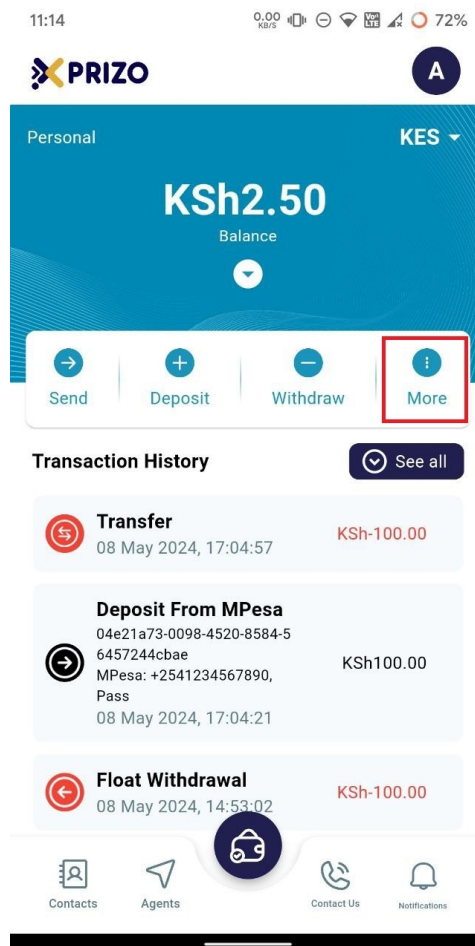 11:14 0.00 KB/S Vo LTE 72%
XPRIZO A
Personal KES
KSh2.50
Balance
Send Deposit Withdraw More
Transaction History See all
Transfer
08 May 2024, 17:04:57
KSh-100.00
Deposit From MPesa
04e21a73-0098-4520-8584-5
6457244cbae
MPesa: +2541234567890,
Pass
08 May 2024, 17:04:21
KSh100.00
Float Withdrawal
08 May 2024, 14:53:02
KSh-100.00
Contacts Agents Contact Us Notifications